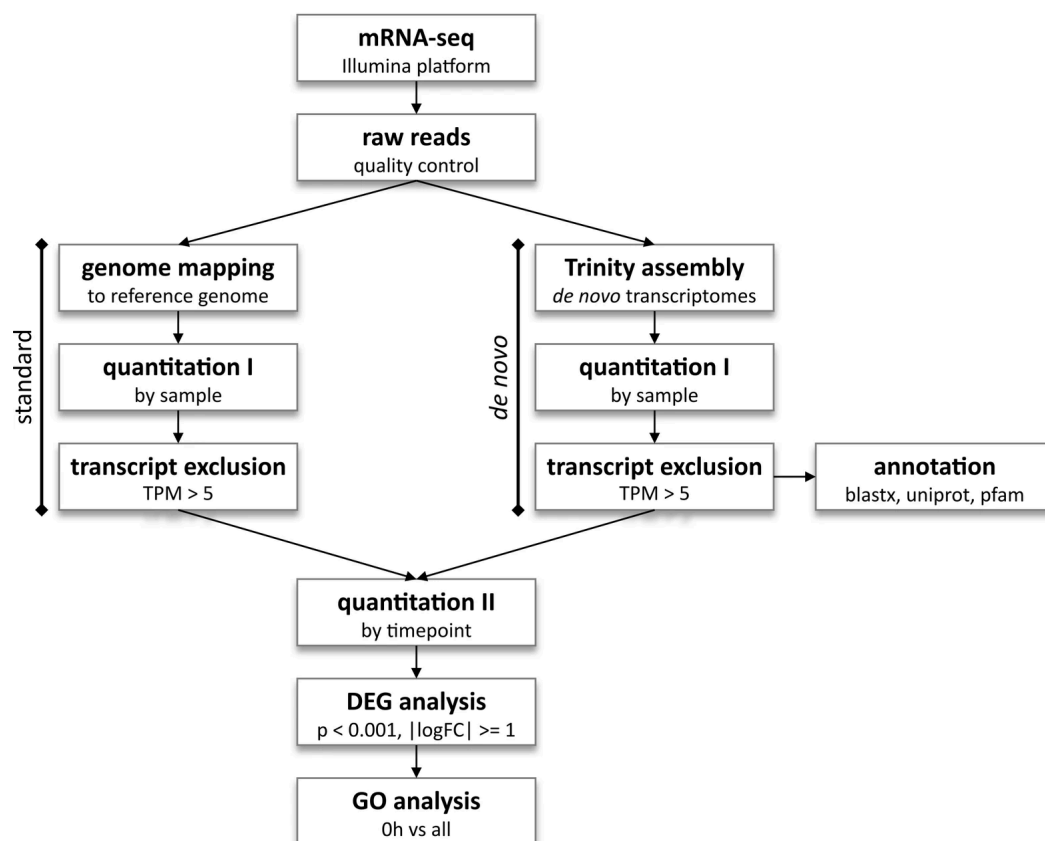 mRNA-seq
Illumina platform
raw reads
quality control
standard
genome mapping
to reference genome
quantitation I
by sample
transcript exclusion
TPM > 5
de novo
Trinity assembly
de novo transcriptomes
quantitation I
by sample
transcript exclusion
TPM > 5
annotation
blastx, uniprot, pfam
quantitation II
by timepoint
DEG analysis
p < 0.001, |logFC| >= 1
GO analysis
0h vs all